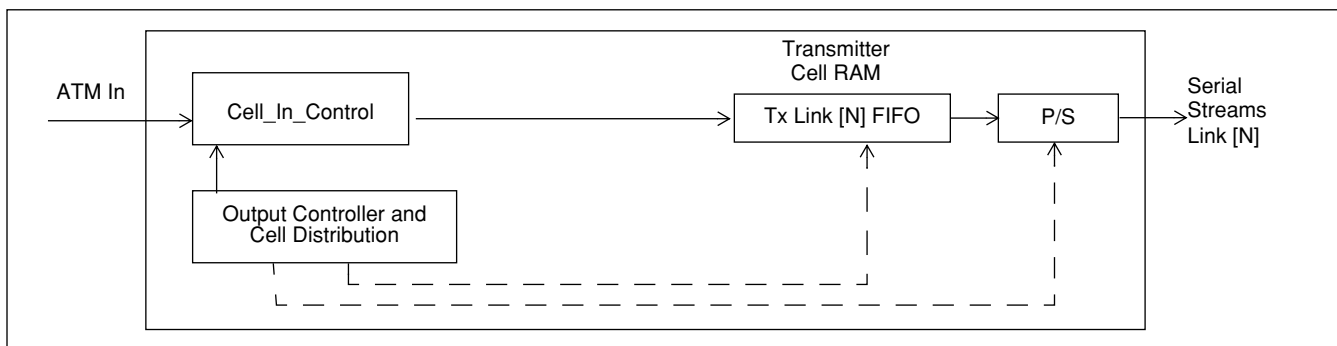 Transmitter
Cell RAM
ATM In
Cell_In_Control
Tx Link [N] FIFO
P/S
Serial
Streams
Link [N]
Output Controller and
Cell Distribution